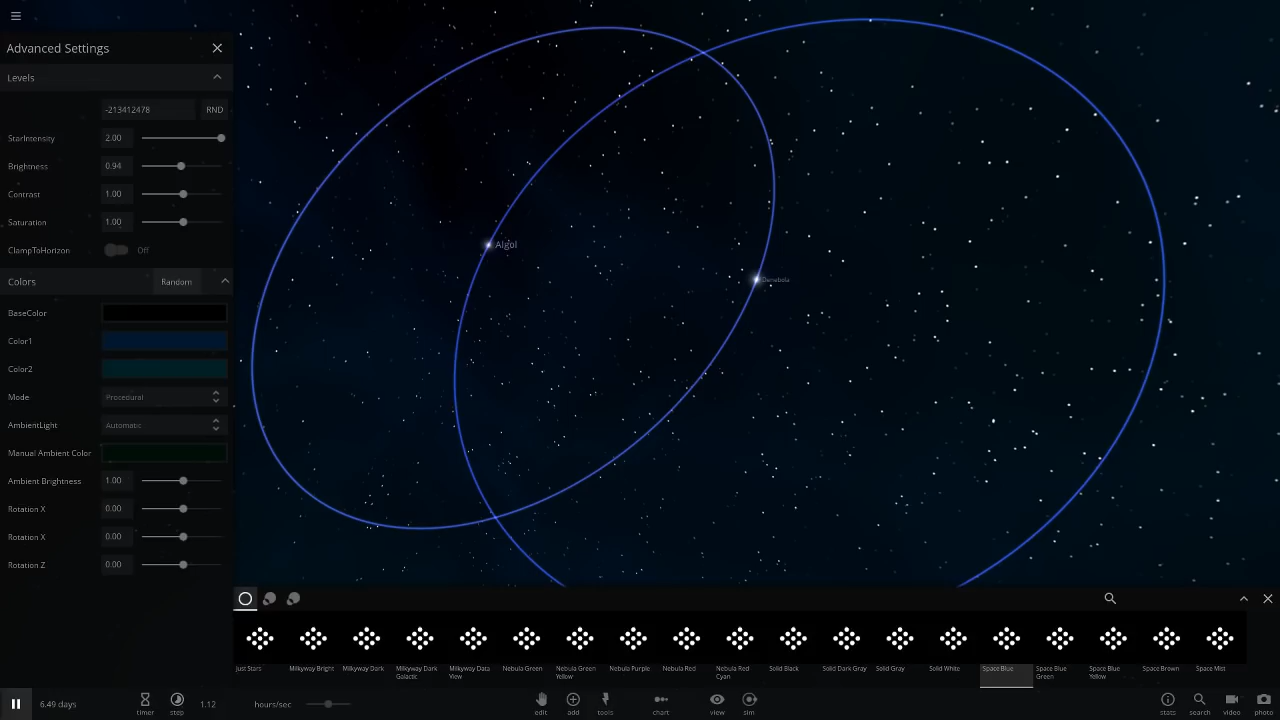 Advanced Settings
Levels
-213412478 RND
StarIntensity 2.00
Brightness 0.94
Contrast 1.00
Saturation 1.00
ClampToHorizon Off
Colors Random
BaseColor
Color1
Color2
Mode Procedural
AmbientLight Automatic
Manual Ambient Color
Ambient Brightness 1.00
Rotation X 0.00
Rotation X 0.00
Rotation Z 0.00
Algol
Denebola
Just Stars
Milkyway Bright
Milkyway Dark
Milkyway Dark
Galactic
Milkyway Data
View
Nebula Green
Nebula Green
Yellow
Nebula Purple
Nebula Red
Nebula Red
Cyan
Solid Black
Solid Dark Gray
Solid Gray
Solid White
Space Blue
Space Blue
Green
Space Blue
Yellow
Space Brown
Space Mist
6.49 days
timer
step
1.12
hours/sec
edit
add
tools
chart
view
sim
stats
search
video
photo